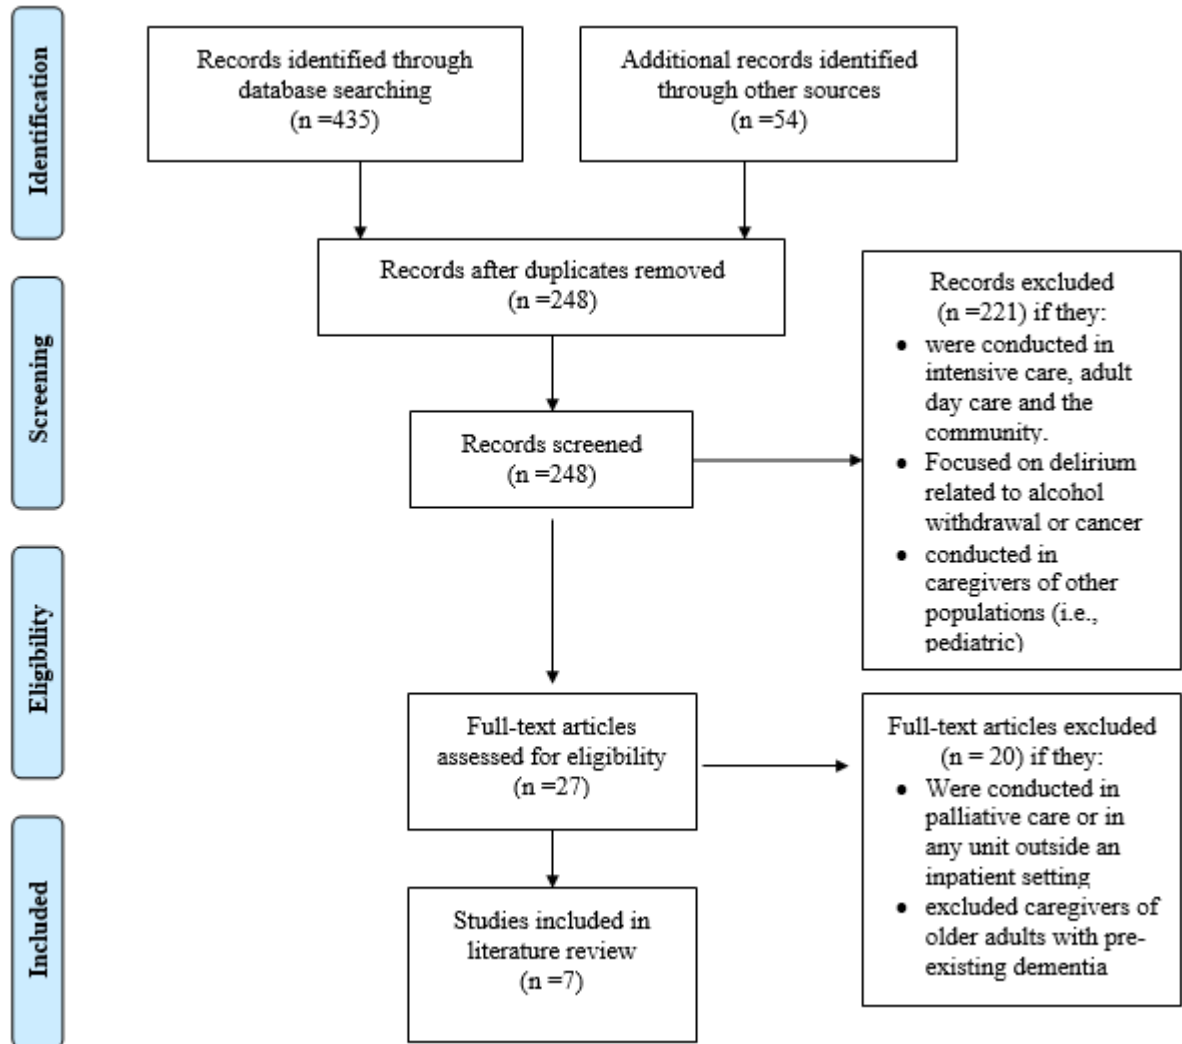 Identification
Records identified through
database searching
(n =435)
Additional records identified
through other sources
(n =54)
Records after duplicates removed
(n =248)
Screening
Records screened
(n =248)
Records excluded
(n =221) if they:
● were conducted in
intensive care, adult
day care and the
community.
● Focused on delirium
related to alcohol
withdrawal or cancer
● conducted in
caregivers of other
populations (i.e.,
pediatric)
Eligibility
Full-text articles
assessed for eligibility
(n =27)
Full-text articles excluded
(n = 20) if they:
● Were conducted in
palliative care or in
any unit outside an
inpatient setting
● excluded caregivers of
older adults with pre-
existing dementia
Included
Studies included in
literature review
(n =7)